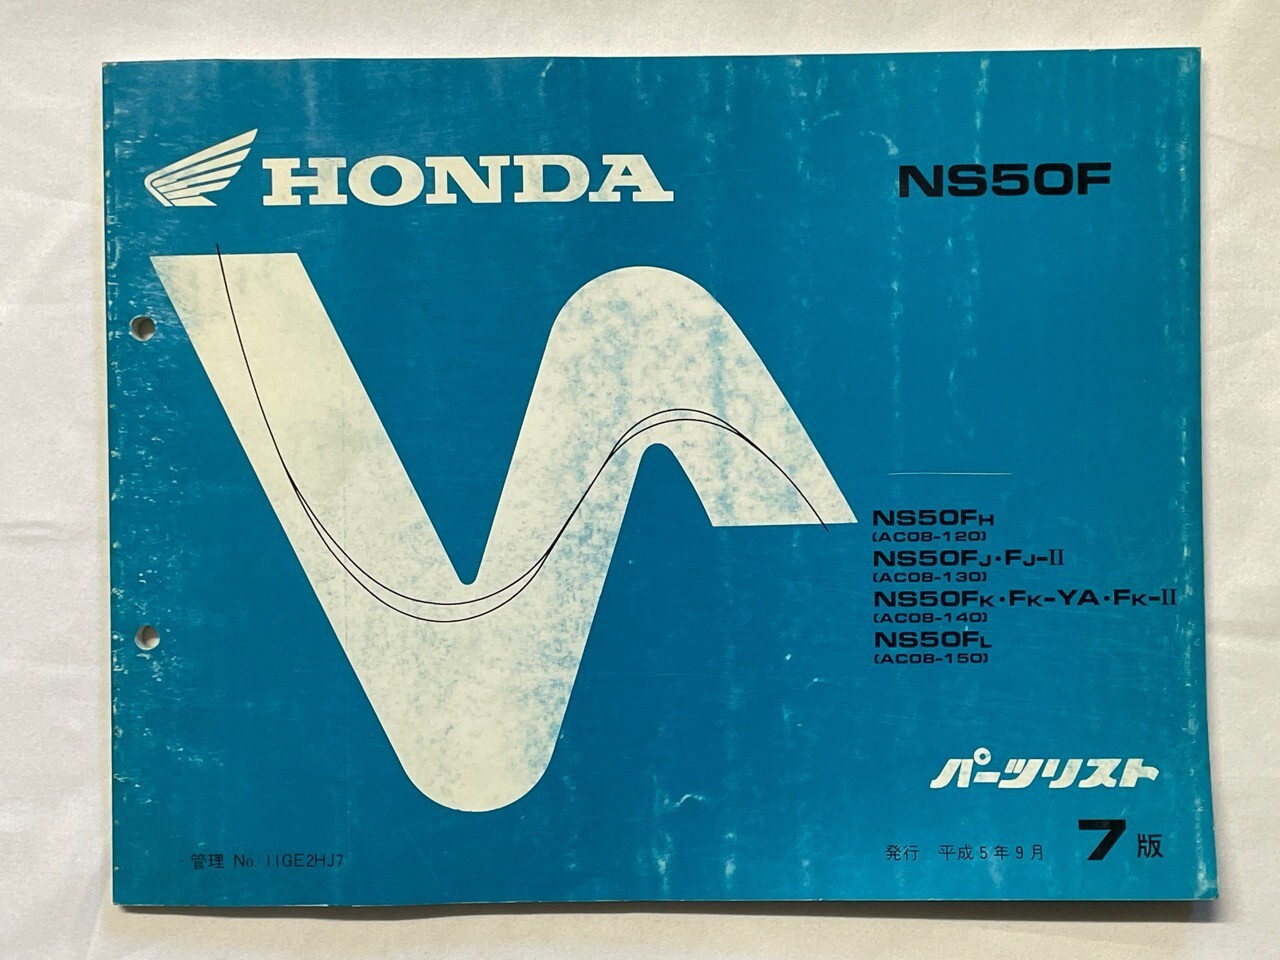 HONDA
NS50F
NS50FH
(AC08-120)
NS50FJ・FJ-II
(AC08-130)
NS50FK・FK-YA・FK-II
(AC08-140)
NS50FL
(AC08-150)
パーツリスト
管理 No. 11GE2HJ7
発行 平成5年9月 7版